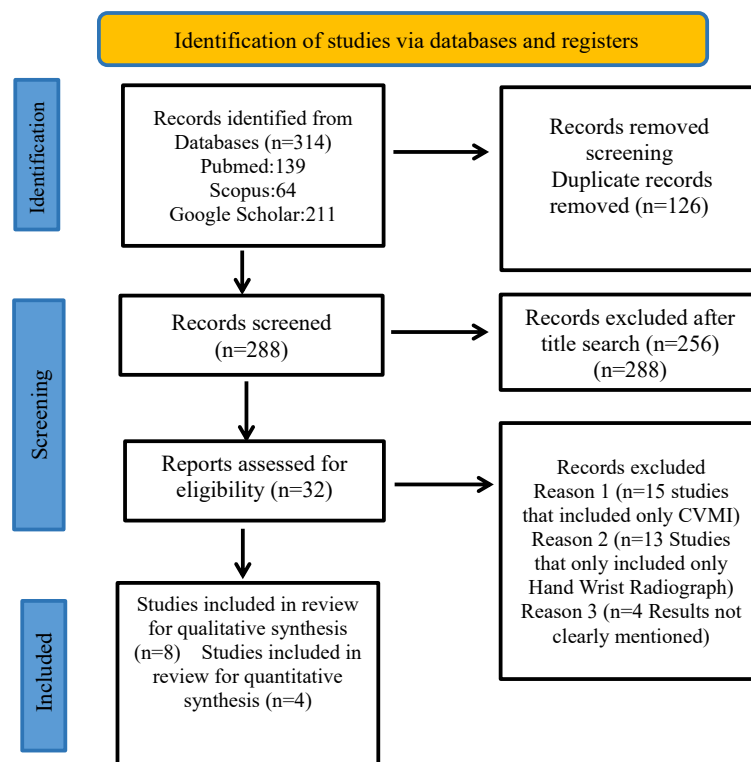 Identification of studies via databases and registers
Identification
Records identified from
Databases (n=314)
Pubmed:139
Scopus:64
Google Scholar:211
Records removed
screening
Duplicate records
removed (n=126)
Screening
Records screened
(n=288)
Records excluded after
title search (n=256)
(n=288)
Reports assessed for
eligibility (n=32)
Records excluded
Reason 1 (n=15 studies
that included only CVMI)
Reason 2 (n=13 Studies
that only included only
Hand Wrist Radiograph)
Reason 3 (n=4 Results not
clearly mentioned)
Included
Studies included in review
for qualitative synthesis
(n=8) Studies included in
review for quantitative
synthesis (n=4)